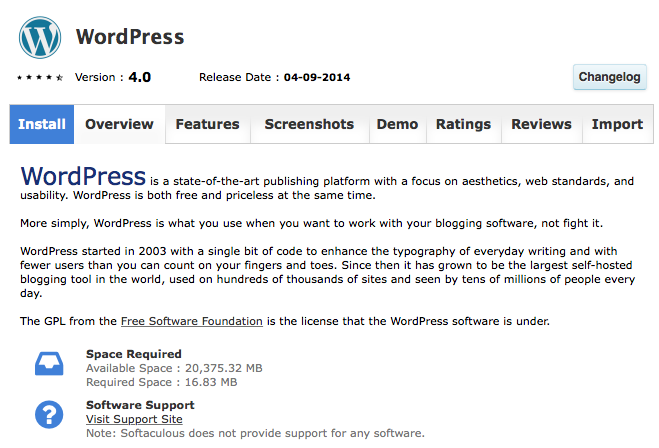 WordPress
Version : 4.0 Release Date : 04-09-2014 Changelog
Install Overview Features Screenshots Demo Ratings Reviews Import
WordPress is a state-of-the-art publishing platform with a focus on aesthetics, web standards, and
usability. WordPress is both free and priceless at the same time.
More simply, WordPress is what you use when you want to work with your blogging software, not fight it.
WordPress started in 2003 with a single bit of code to enhance the typography of everyday writing and with
fewer users than you can count on your fingers and toes. Since then it has grown to be the largest self-hosted
blogging tool in the world, used on hundreds of thousands of sites and seen by tens of millions of people every
day.
The GPL from the Free Software Foundation is the license that the WordPress software is under.
Space Required
Available Space : 20,375.32 MB
Required Space : 16.83 MB
Software Support
Visit Support Site
Note: Softaculous does not provide support for any software.